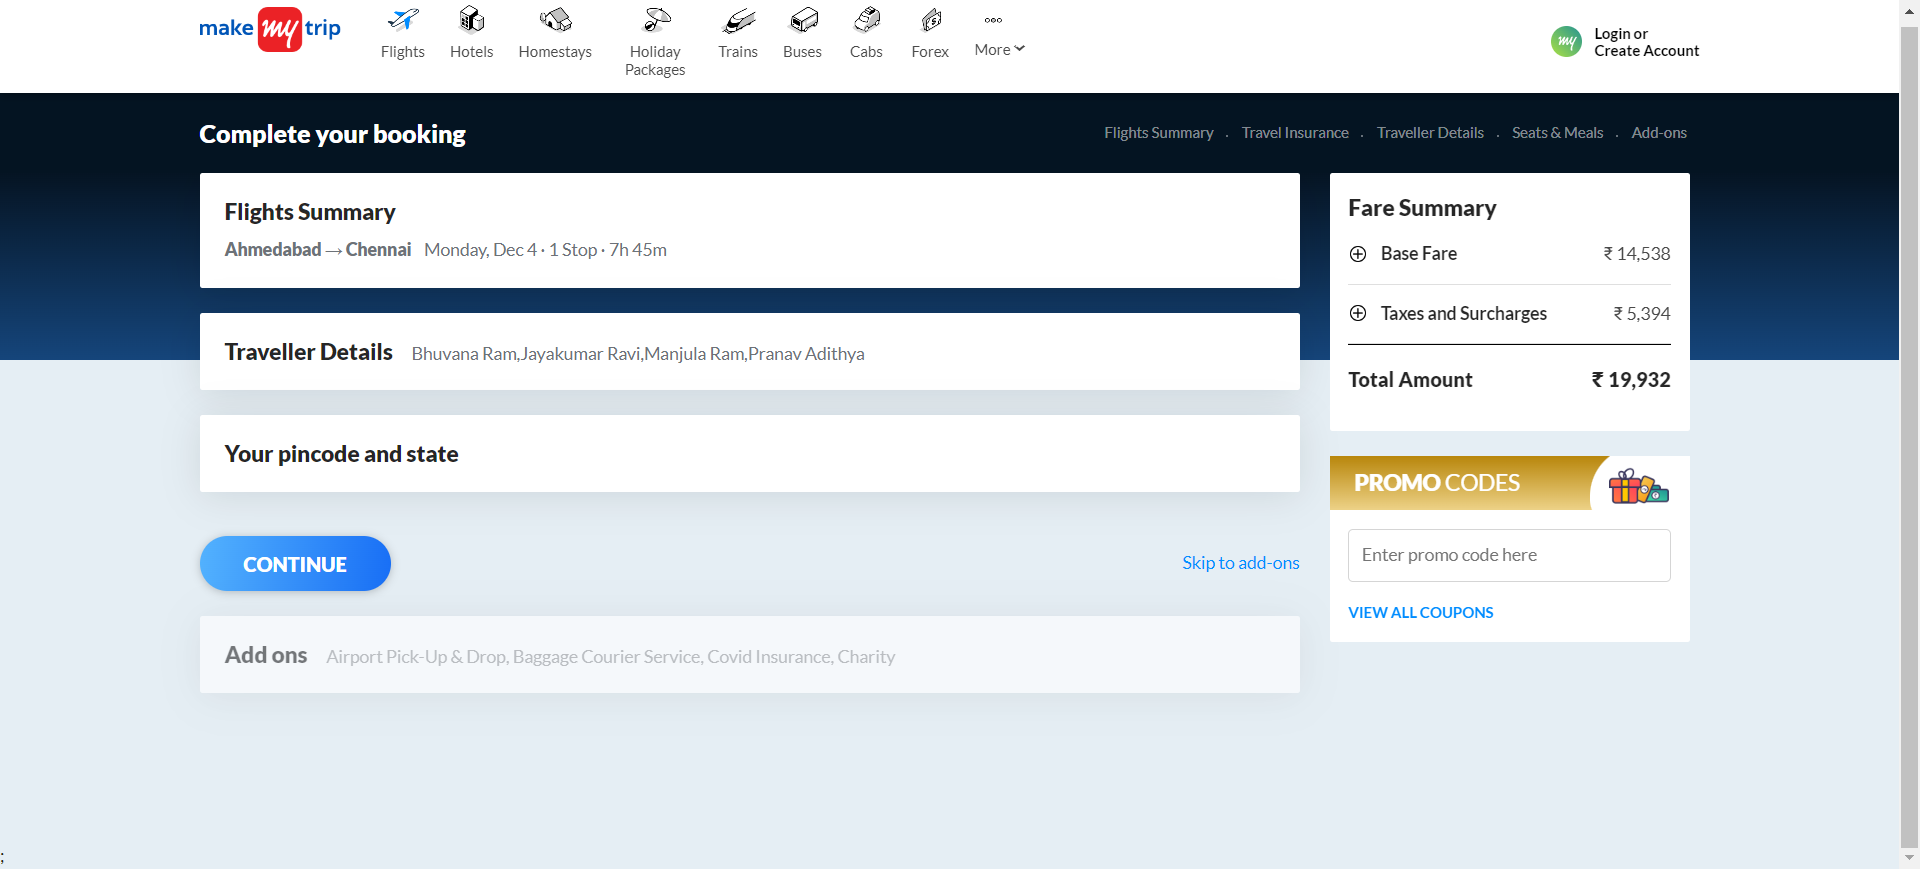 make my trip
Flights
Hotels
Homestays
Holiday
Packages
Trains
Buses
Cabs
Forex
More
my
Login or
Create Account
Complete your booking
Flights Summary . Travel Insurance . Traveller Details . Seats & Meals . Add-ons
Flights Summary
Ahmedabad → Chennai Monday, Dec 4 · 1 Stop · 7h 45m
Traveller Details Bhuvana Ram,Jayakumar Ravi,Manjula Ram,Pranav Adithya
Your pincode and state
CONTINUE
Skip to add-ons
Add ons Airport Pick-Up & Drop, Baggage Courier Service, Covid Insurance, Charity
Fare Summary
Base Fare ₹ 14,538
Taxes and Surcharges ₹ 5,394
Total Amount ₹ 19,932
PROMO CODES
Enter promo code here
VIEW ALL COUPONS
;